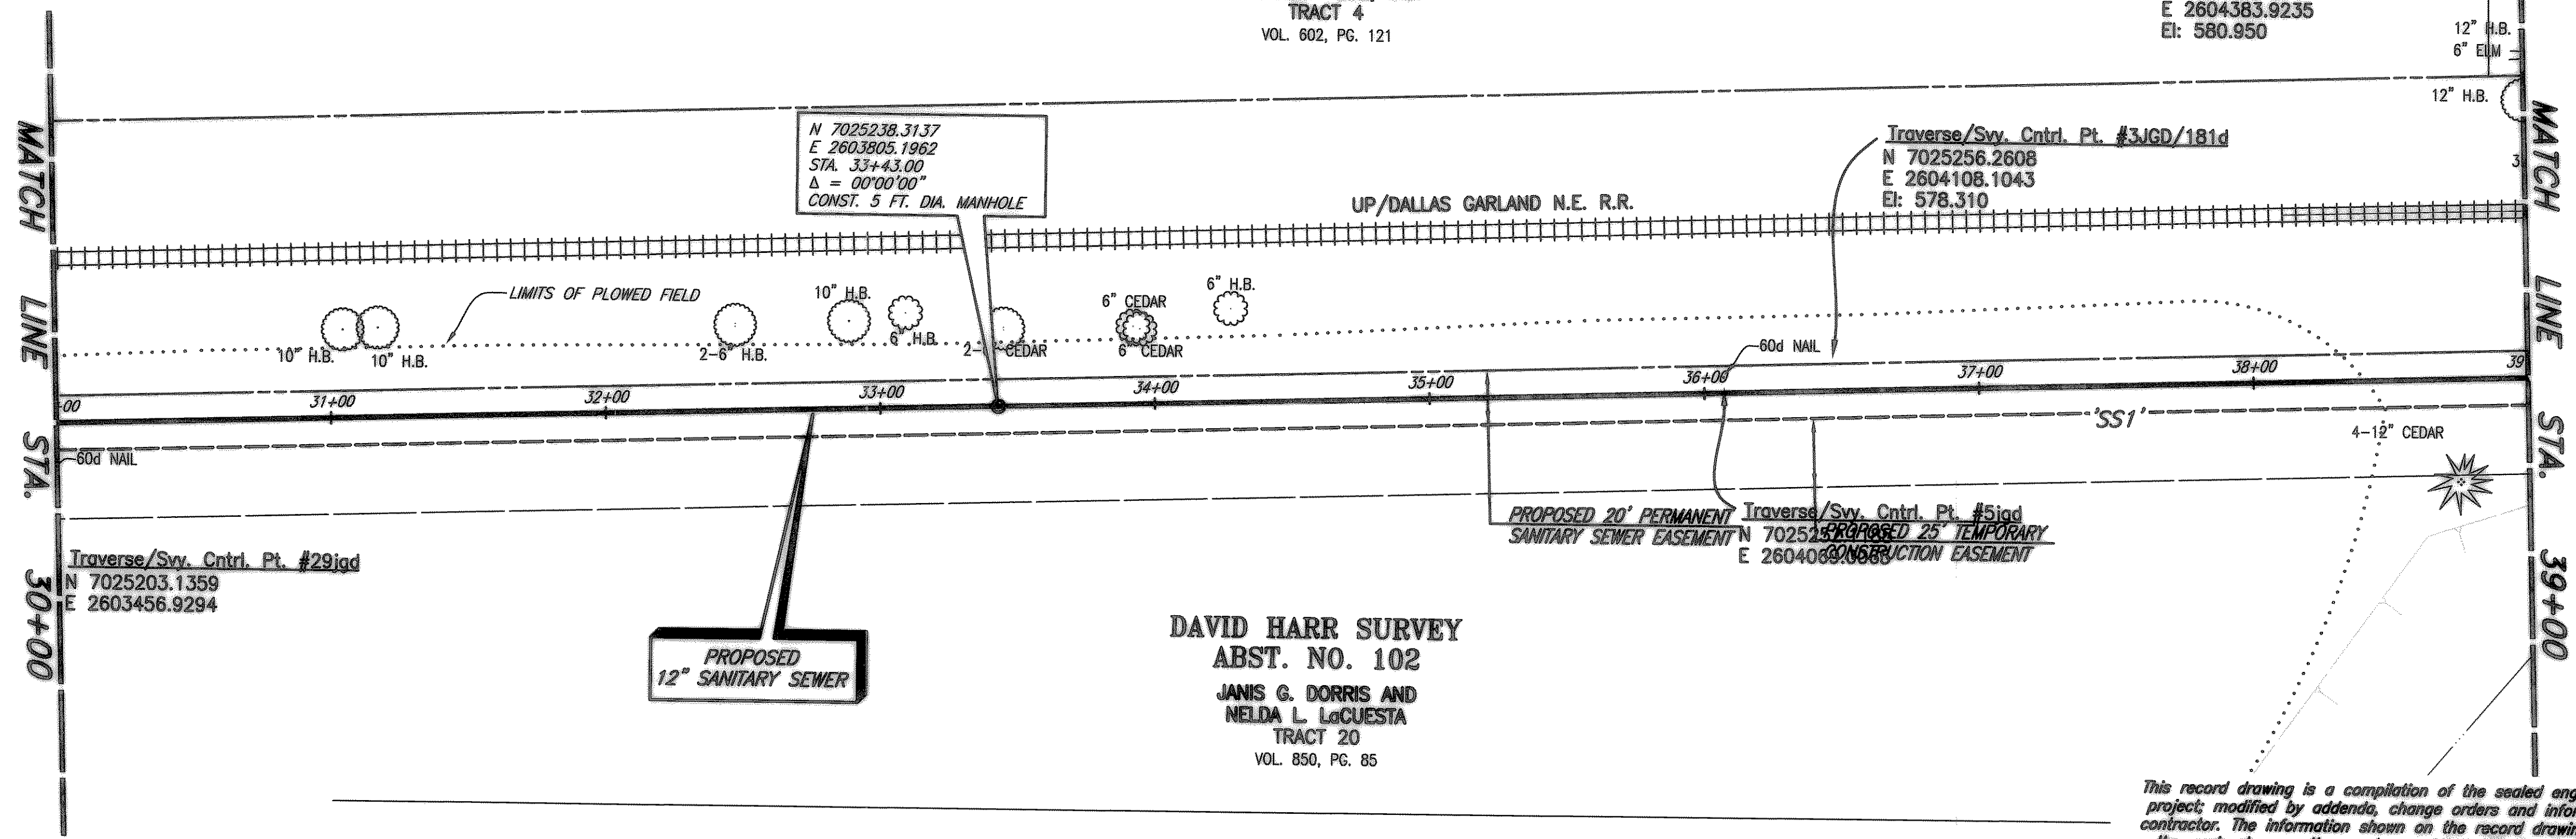 TRACT 4
VOL. 602, PG. 121
E 2604383.9235
El: 580.950
12" H.B.
6" ELM
12" H.B.
MATCH LINE STA. 30+00
MATCH LINE STA. 39+00
N 7025238.3137
E 2603805.1962
STA. 33+43.00
Δ = 00°00'00"
CONST. 5 FT. DIA. MANHOLE
Traverse/Svy. Cntrl. Pt. #3JGD/181d
N 7025256.2608
E 2604108.1043
El: 578.310
3
UP/DALLAS GARLAND N.E. R.R.
LIMITS OF PLOWED FIELD
10" H.B.
10" H.B.
2-6" H.B.
10" H.B.
6" H.B.
CEDAR
6" CEDAR
6" CEDAR
6" H.B.
60d NAIL
+00
31+00
32+00
33+00
34+00
35+00
36+00
37+00
38+00
39
'SS1'
4-12" CEDAR
60d NAIL
PROPOSED 20' PERMANENT
SANITARY SEWER EASEMENT
Traverse/Svy. Cntrl. Pt. #5jgd
PROPOSED 25' TEMPORARY
CONSTRUCTION EASEMENT
Traverse/Svy. Cntrl. Pt. #29jgd
N 7025203.1359
E 2603456.9294
PROPOSED
12" SANITARY SEWER
DAVID HARR SURVEY
ABST. NO. 102
JANIS G. DORRIS AND
NELDA L. LaCUESTA
TRACT 20
VOL. 850, PG. 85
This record drawing is a compilation of the sealed eng
project; modified by addenda, change orders and infor
contractor. The information shown on the record drawin